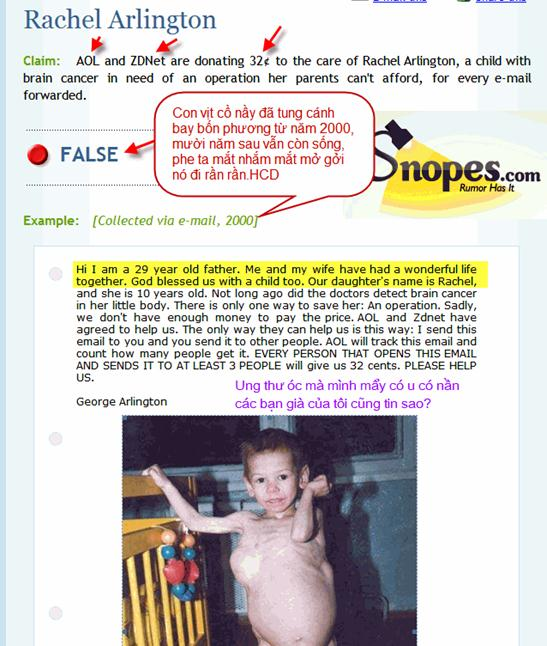 Rachel Arlington
Claim: AOL and ZDNet are donating 32¢ to the care of Rachel Arlington, a child with
brain cancer in need of an operation her parents can't afford, for every e-mail
forwarded.
Con vịt cồ nầy đã tung cánh
bay bốn phương từ năm 2000,
mười năm sau vẫn còn sống,
phe ta mắt nhắm mắt mở gởi
nó đi rần rần.HCD
FALSE
Snopes.com
Rumor Has It
Example: [Collected via e-mail, 2000]
Hi I am a 29 year old father. Me and my wife have had a wonderful life
together. God blessed us with a child too. Our daughter's name is Rachel,
and she is 10 years old. Not long ago did the doctors detect brain cancer
in her little body. There is only one way to save her: An operation. Sadly,
we don't have enough money to pay the price. AOL and Zdnet have
agreed to help us. The only way they can help us is this way: I send this
email to you and you send it to other people. AOL will track this email and
count how many people get it. EVERY PERSON THAT OPENS THIS EMAIL
AND SENDS IT TO AT LEAST 3 PEOPLE will give us 32 cents. PLEASE HELP
US.
Ung thư óc mà mình mẩy có u có nần
các bạn già của tôi cũng tin sao?
George Arlington